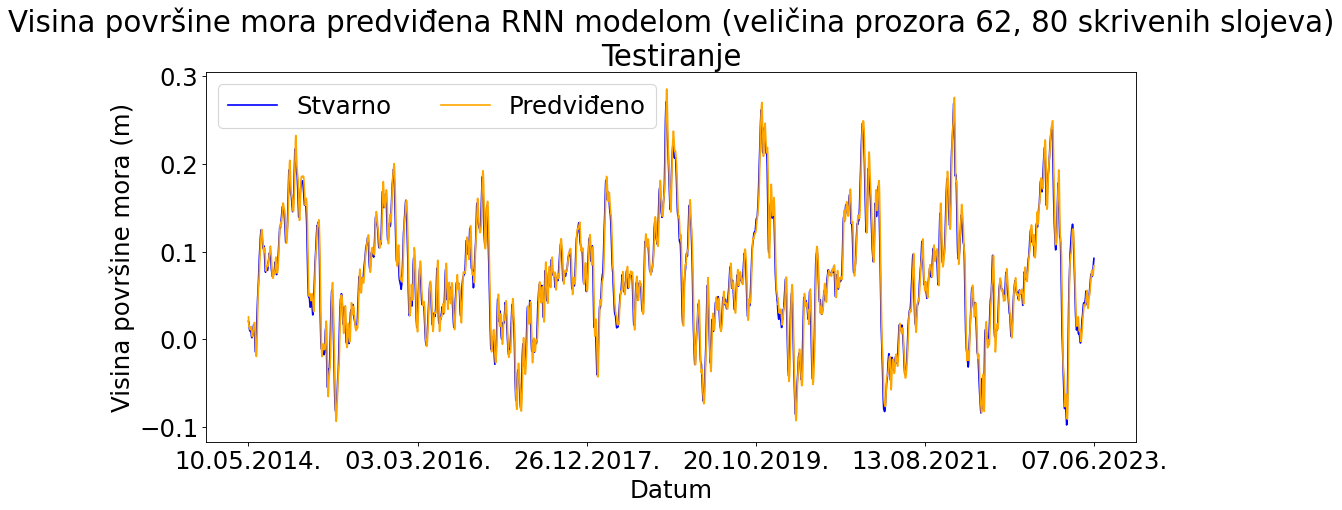 Visina površine mora predviđena RNN modelom (veličina prozora 62, 80 skrivenih slojeva)
Testiranje
Stvarno Predviđeno
Visina površine mora (m)
0.3
0.2
0.1
0.0
−0.1
10.05.2014. 03.03.2016. 26.12.2017. 20.10.2019. 13.08.2021. 07.06.2023.
Datum